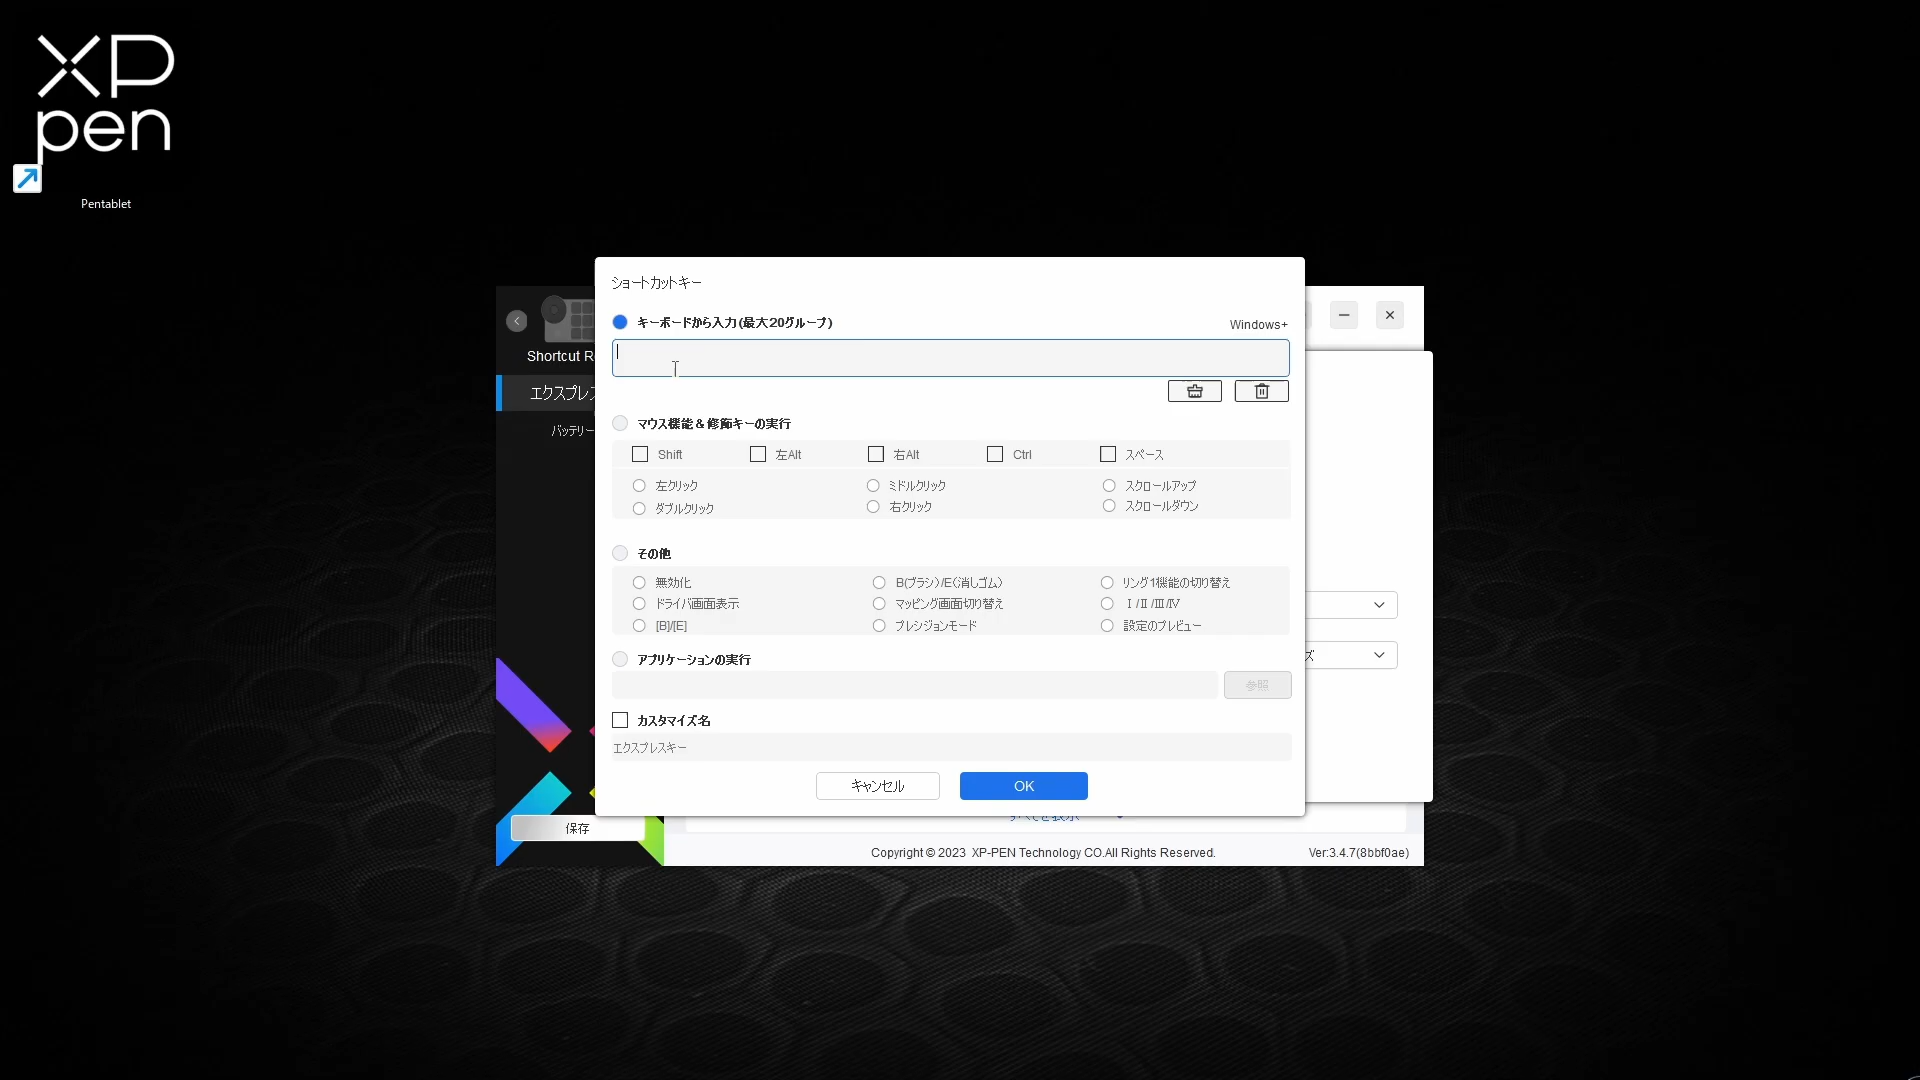 XP
pen
Pentablet
ショートカットキー
キーボードから入力(最大20グループ)
Windows+
Shortcut R
エクスプレス
バッテリー
マウス機能&修飾キーの実行
Shift
左Alt
右Alt
Ctrl
スペース
左クリック
ミドルクリック
スクロールアップ
ダブルクリック
右クリック
スクロールダウン
その他
無効化
B(ブラシ)/E(消しゴム)
リング1機能の切り替え
ドライバ画面表示
マッピング画面切り替え
Ⅰ/Ⅱ/Ⅲ/Ⅳ
[B]/[E]
プレシジョンモード
設定のプレビュー
ズ
アプリケーションの実行
参照
カスタマイズ名
エクスプレスキー
キャンセル
OK
すべてを表示
保存
Copyright © 2023 XP-PEN Technology CO.All Rights Reserved.
Ver:3.4.7(8bbf0ae)